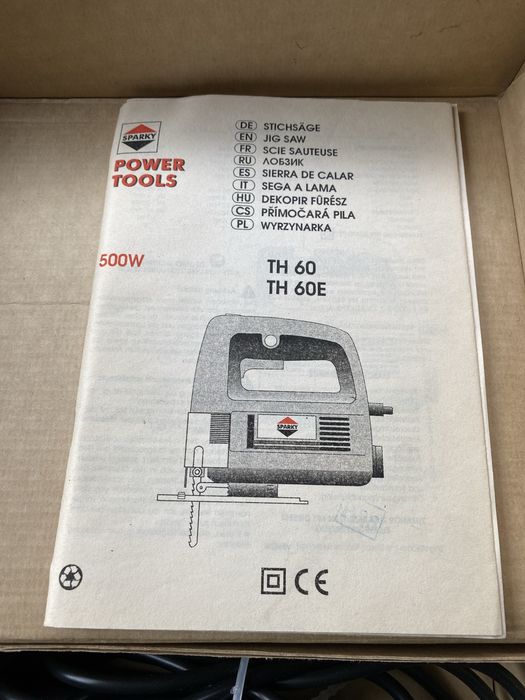 SPARKY
POWER
TOOLS
DE STICHSÄGE
EN JIG SAW
FR SCIE SAUTEUSE
RU ЛОБЗИК
ES SIERRA DE CALAR
IT SEGA A LAMA
HU DEKOPIR FŰRÉSZ
CS PŘÍMOČARÁ PILA
PL WYRZYNARKA
500W
TH 60
TH 60E
SPARKY
CE